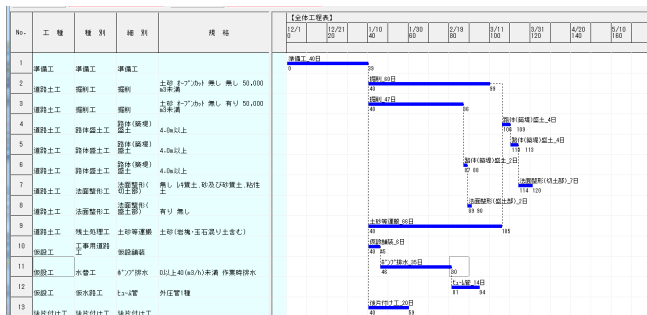 【全体工程表】
No. 工 種 種 別 細 別 規 格
12/1 12/21 1/10 1/30 2/19 3/11 3/31 4/20 5/10
0 20 40 60 80 100 120 140 160
1 準備工 準備工 準備工
準備工_40日
0 39
2 道路土工 掘削工 掘削 土砂 オープンカット 無し 無し 50,000m3未満
掘削_60日
40 99
3 道路土工 掘削工 掘削 土砂 オープンカット 無し 有り 50,000m3未満
掘削_47日
40 86
4 道路土工 路体盛土工 路体(築堤)盛土 4.0m以上
路体(築堤)盛土_4日
106 109
5 道路土工 路体盛土工 路体(築堤)盛土 4.0m以上
路体(築堤)盛土_4日
110 113
6 道路土工 路体盛土工 路体(築堤)盛土 4.0m以上
路体(築堤)盛土_2日
87 88
7 道路土工 法面整形工 法面整形(切土部) 無し ﾚｷ質土,砂及び砂質土,粘性土
法面整形(切土部)_7日
114 120
8 道路土工 法面整形工 法面整形(盛土部) 有り 無し
法面整形(盛土部)_2日
89 90
9 道路土工 残土処理工 土砂等運搬 土砂(岩塊・玉石混り土含む)
土砂等運搬_66日
40 105
10 仮設工 工事用道路工 仮設舗装
仮設舗装_6日
40 45
11 仮設工 水替工 ポンプ排水 0以上40(m3/h)未満 作業時排水
ポンプ排水_35日
46 80
12 仮設工 仮水路工 ヒューム管 外圧管1種
ヒューム管_14日
81 94
13 後片付け工 後片付け工 後片付け工
後片付け工_20日
40 59